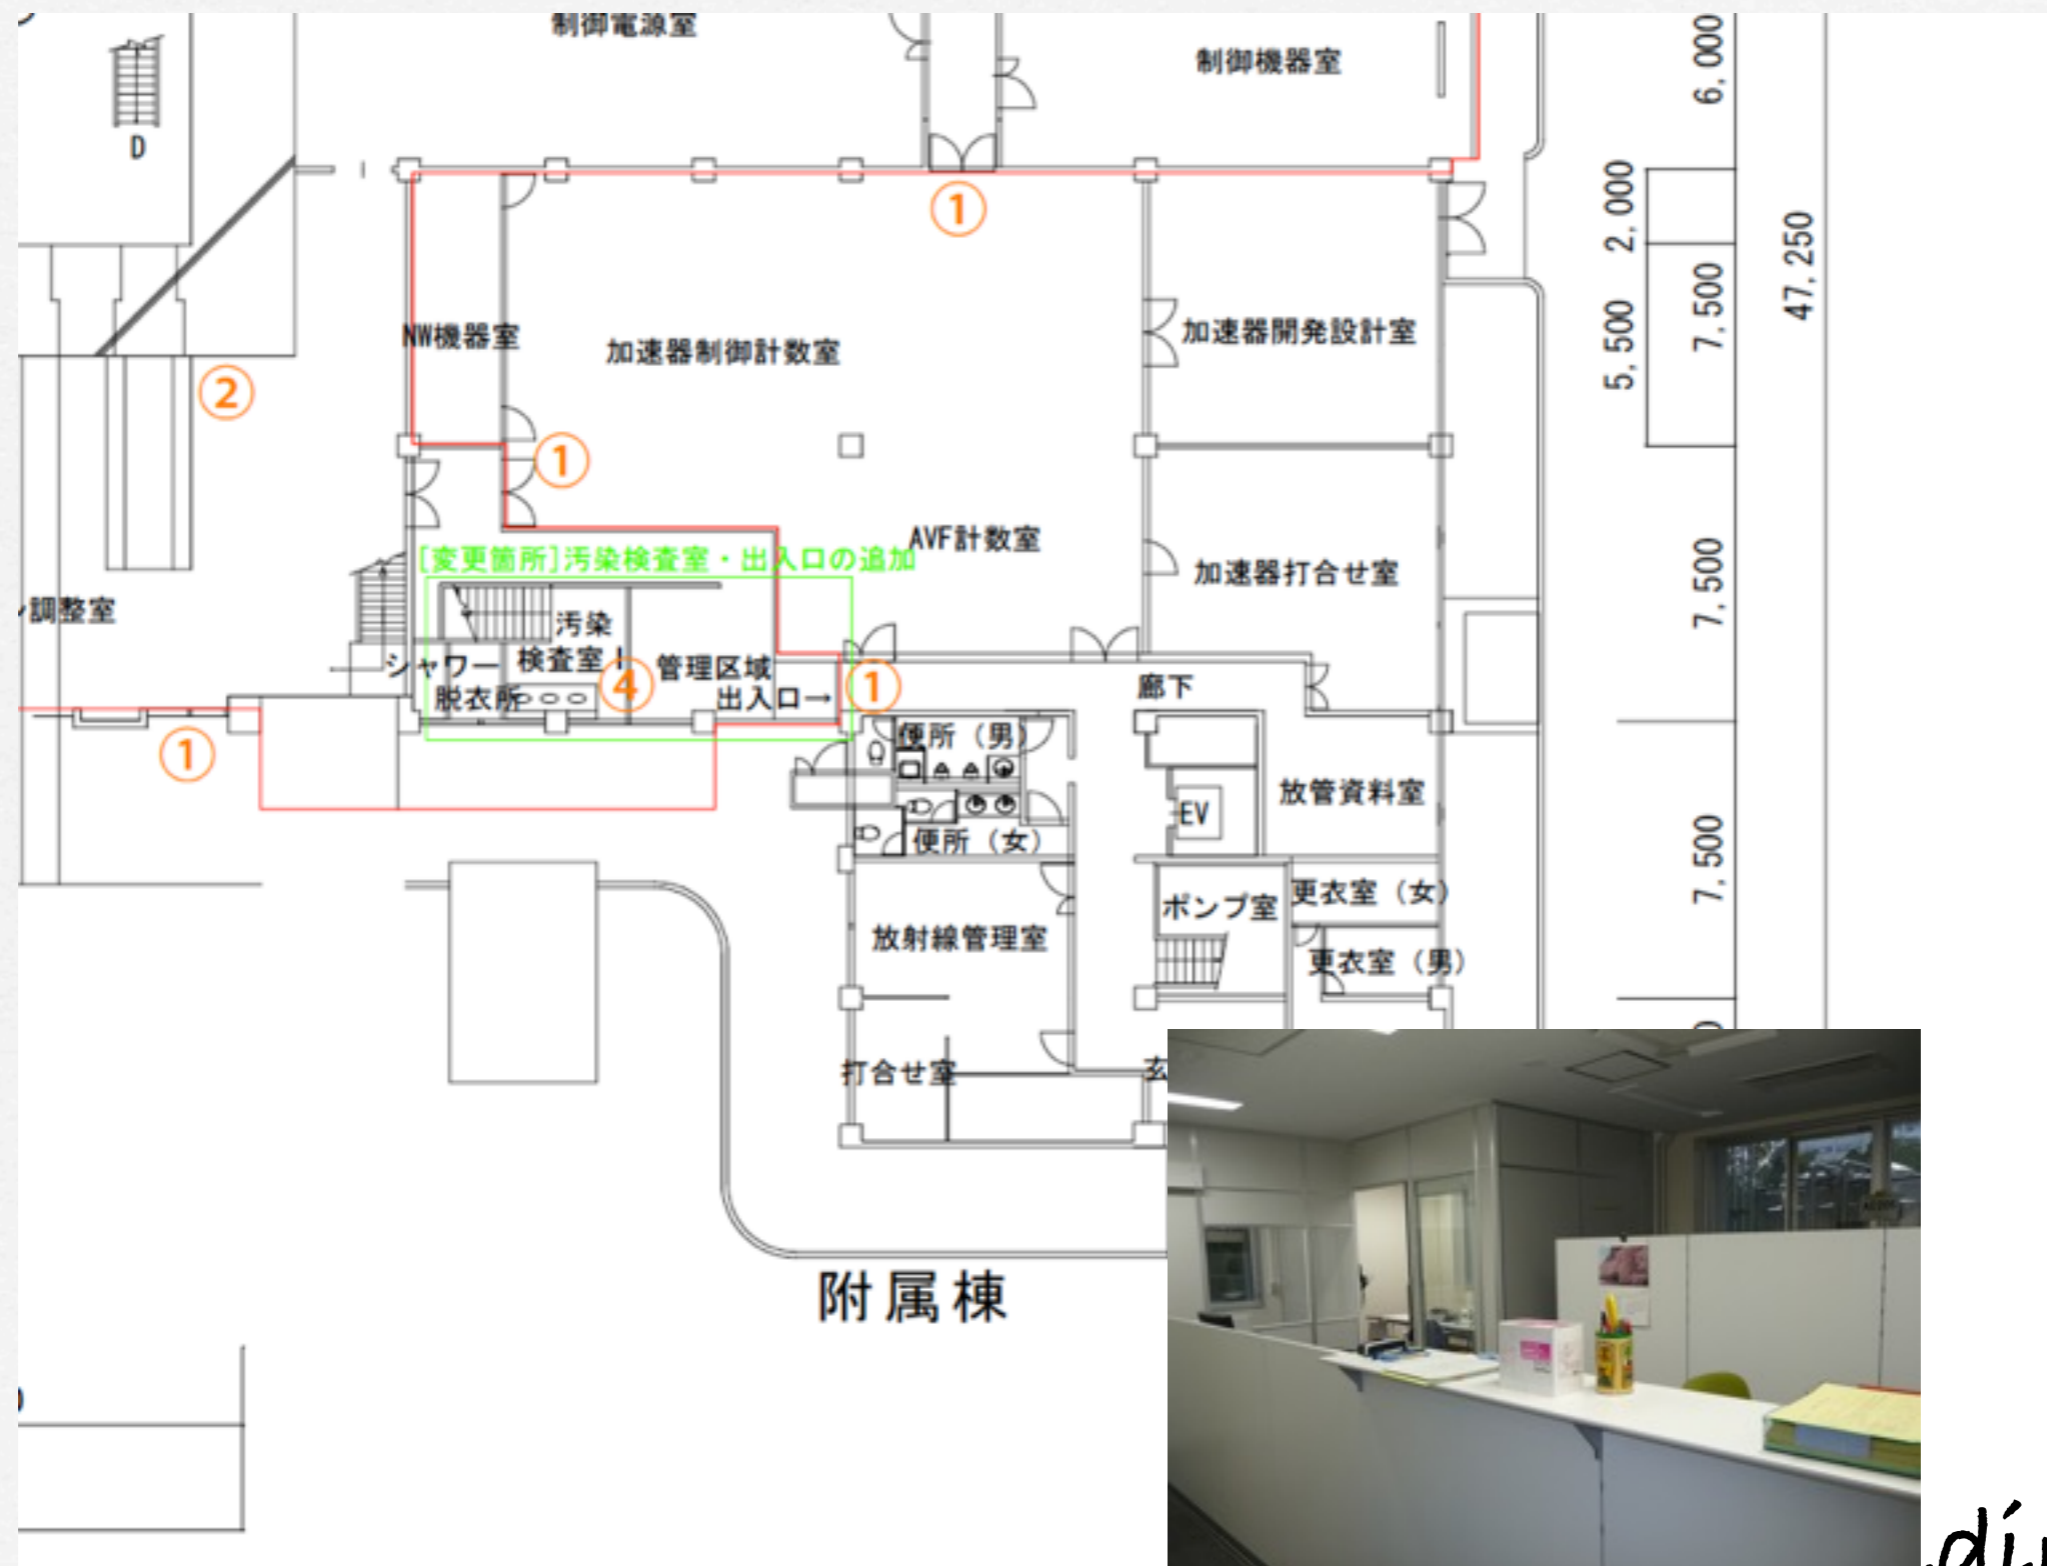 制御電源室
制御機器室
6,000
D
①
2,000
47,250
5,500
7,500
NW機器室
加速器制御計数室
加速器開発設計室
②
①
AVF計数室
[変更箇所]汚染検査室・出入口の追加
加速器打合せ室
7,500
調整室
汚染
検査室Ⅰ
シャワー
脱衣所
④
管理区域
出入口→
①
廊下
①
便所(男)
便所(女)
EV
放管資料室
7,500
ポンプ室
更衣室(女)
放射線管理室
更衣室(男)
打合せ室
附属棟